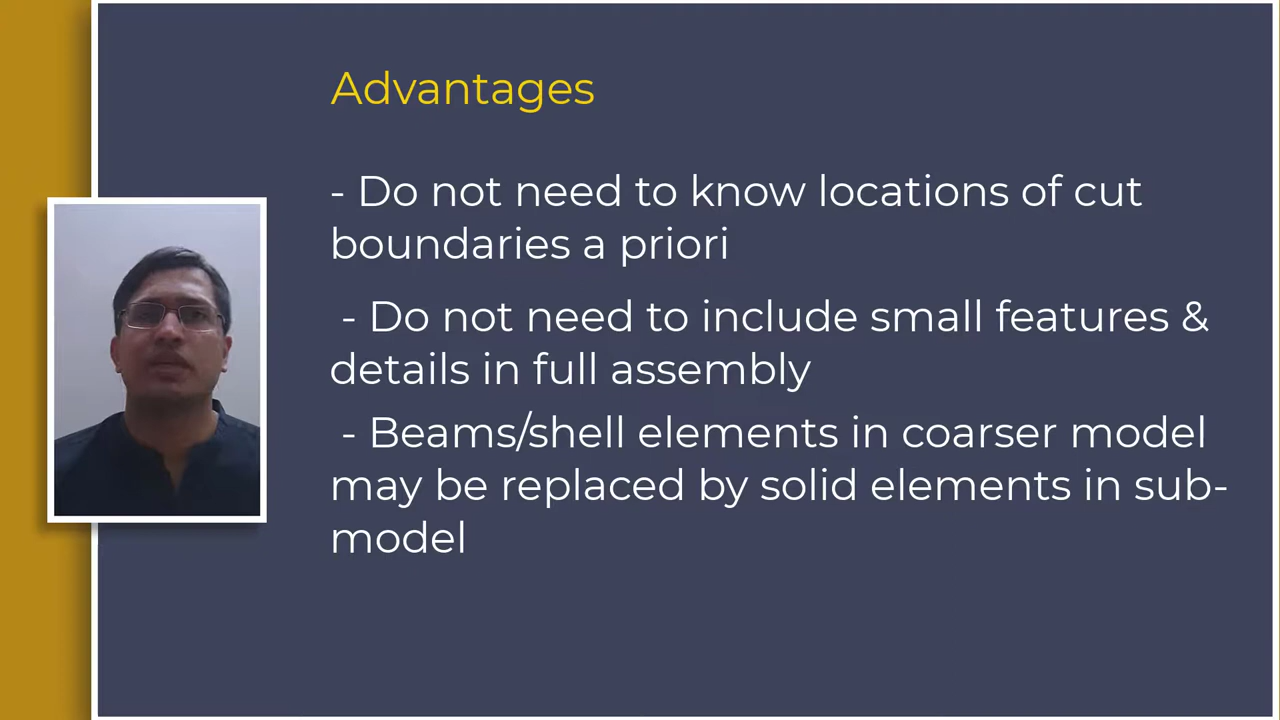 Advantages
- Do not need to know locations of cut
boundaries a priori
- Do not need to include small features &
details in full assembly
- Beams/shell elements in coarser model
may be replaced by solid elements in sub-
model